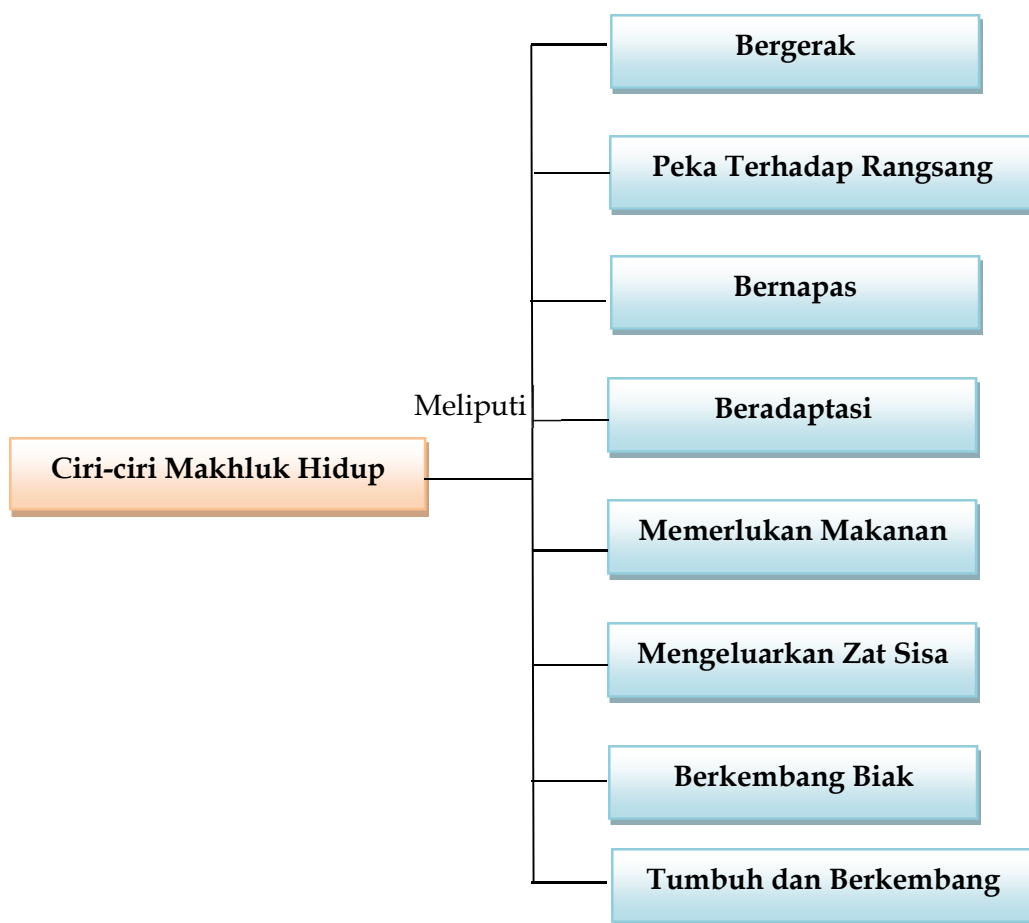 Bergerak
Peka Terhadap Rangsang
Bernapas
Meliputi
Beradaptasi
Ciri-ciri Makhluk Hidup
Memerlukan Makanan
Mengeluarkan Zat Sisa
Berkembang Biak
Tumbuh dan Berkembang